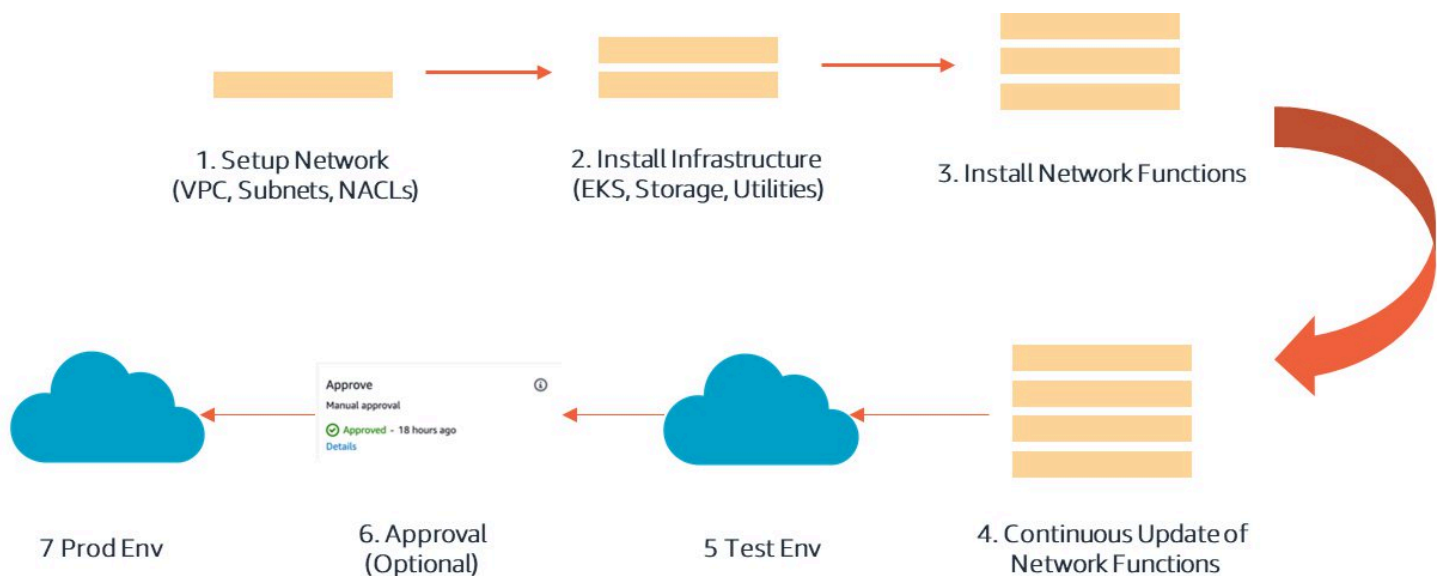 1. Setup Network
(VPC, Subnets, NACLs)
2. Install Infrastructure
(EKS, Storage, Utilities)
3. Install Network Functions
4. Continuous Update of
Network Functions
5 Test Env
Approve
Manual approval
Approved - 18 hours ago
Details
6. Approval
(Optional)
7 Prod Env